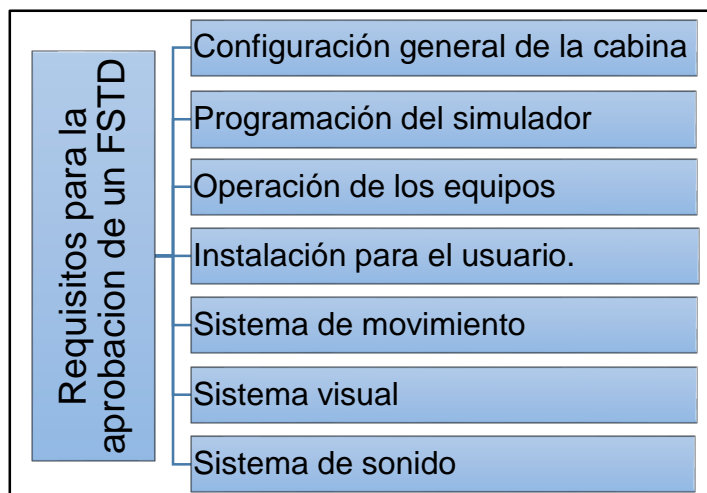 Requisitos para la
aprobacion de un FSTD
Configuración general de la cabina
Programación del simulador
Operación de los equipos
Instalación para el usuario.
Sistema de movimiento
Sistema visual
Sistema de sonido